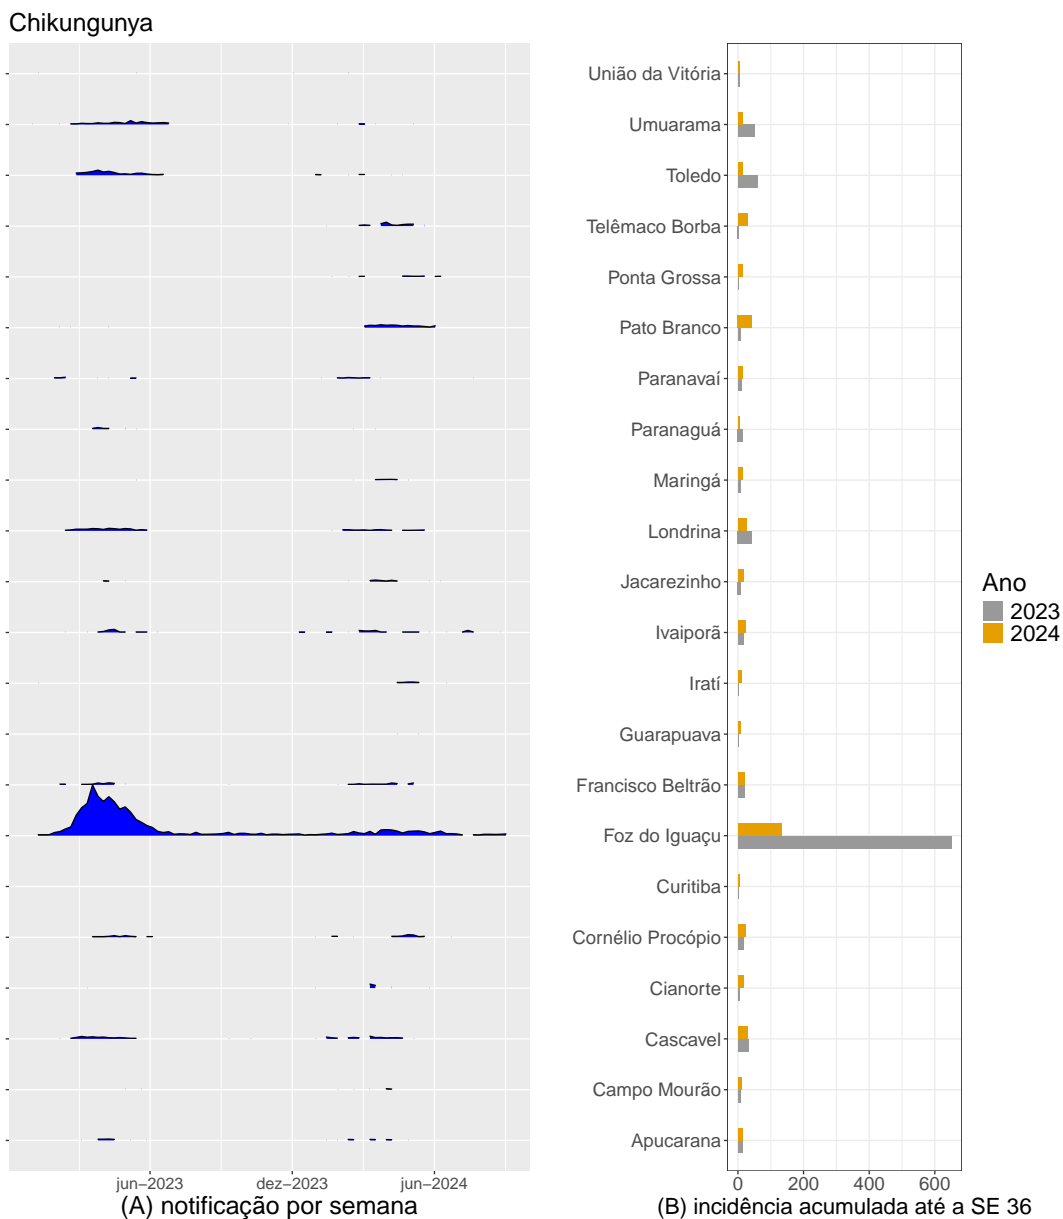 Chikungunya
União da Vitória
Umuarama
Toledo
Telêmaco Borba
Ponta Grossa
Pato Branco
Paranavaí
Paranaguá
Maringá
Londrina
Jacarezinho
Ivaiporã
Iratí
Guarapuava
Francisco Beltrão
Foz do Iguaçu
Curitiba
Cornélio Procópio
Cianorte
Cascavel
Campo Mourão
Apucarana
Ano
2023
2024
jun−2023 dez−2023 jun−2024
0 200 400 600
(A) notificação por semana
(B) incidência acumulada até a SE 36